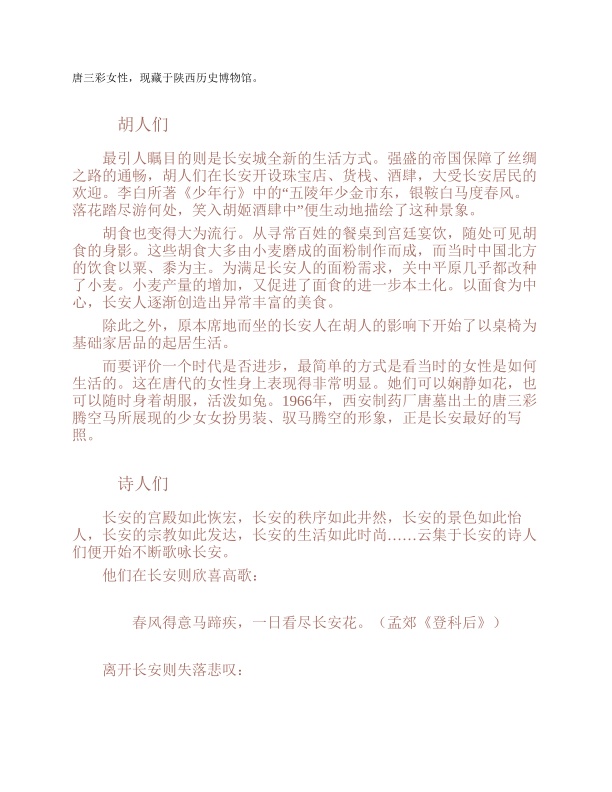 唐三彩女性，现藏于陕西历史博物馆。
胡人们
最引人瞩目的则是长安城全新的生活方式。强盛的帝国保障了丝绸
之路的通畅，胡人们在长安开设珠宝店、货栈、酒肆，大受长安居民的
欢迎。李白所著《少年行》中的“五陵年少金市东，银鞍白马度春风。
落花踏尽游何处，笑入胡姬酒肆中”便生动地描绘了这种景象。
胡食也变得大为流行。从寻常百姓的餐桌到宫廷宴饮，随处可见胡
食的身影。这些胡食大多由小麦磨成的面粉制作而成，而当时中国北方
的饮食以粟、黍为主。为满足长安人的面粉需求，关中平原几乎都改种
了小麦。小麦产量的增加，又促进了面食的进一步本土化。以面食为中
心，长安人逐渐创造出异常丰富的美食。
除此之外，原本席地而坐的长安人在胡人的影响下开始了以桌椅为
基础家居品的起居生活。
而要评价一个时代是否进步，最简单的方式是看当时的女性是如何
生活的。这在唐代的女性身上表现得非常明显。她们可以娴静如花，也
可以随时身着胡服，活泼如兔。1966年，西安制药厂唐墓出土的唐三彩
腾空马所展现的少女女扮男装、驭马腾空的形象，正是长安最好的写
照。
诗人们
长安的宫殿如此恢宏，长安的秩序如此井然，长安的景色如此怡
人，长安的宗教如此发达，长安的生活如此时尚……云集于长安的诗人
们便开始不断歌咏长安。
他们在长安则欣喜高歌：
春风得意马蹄疾，一日看尽长安花。（孟郊《登科后》）
离开长安则失落悲叹：